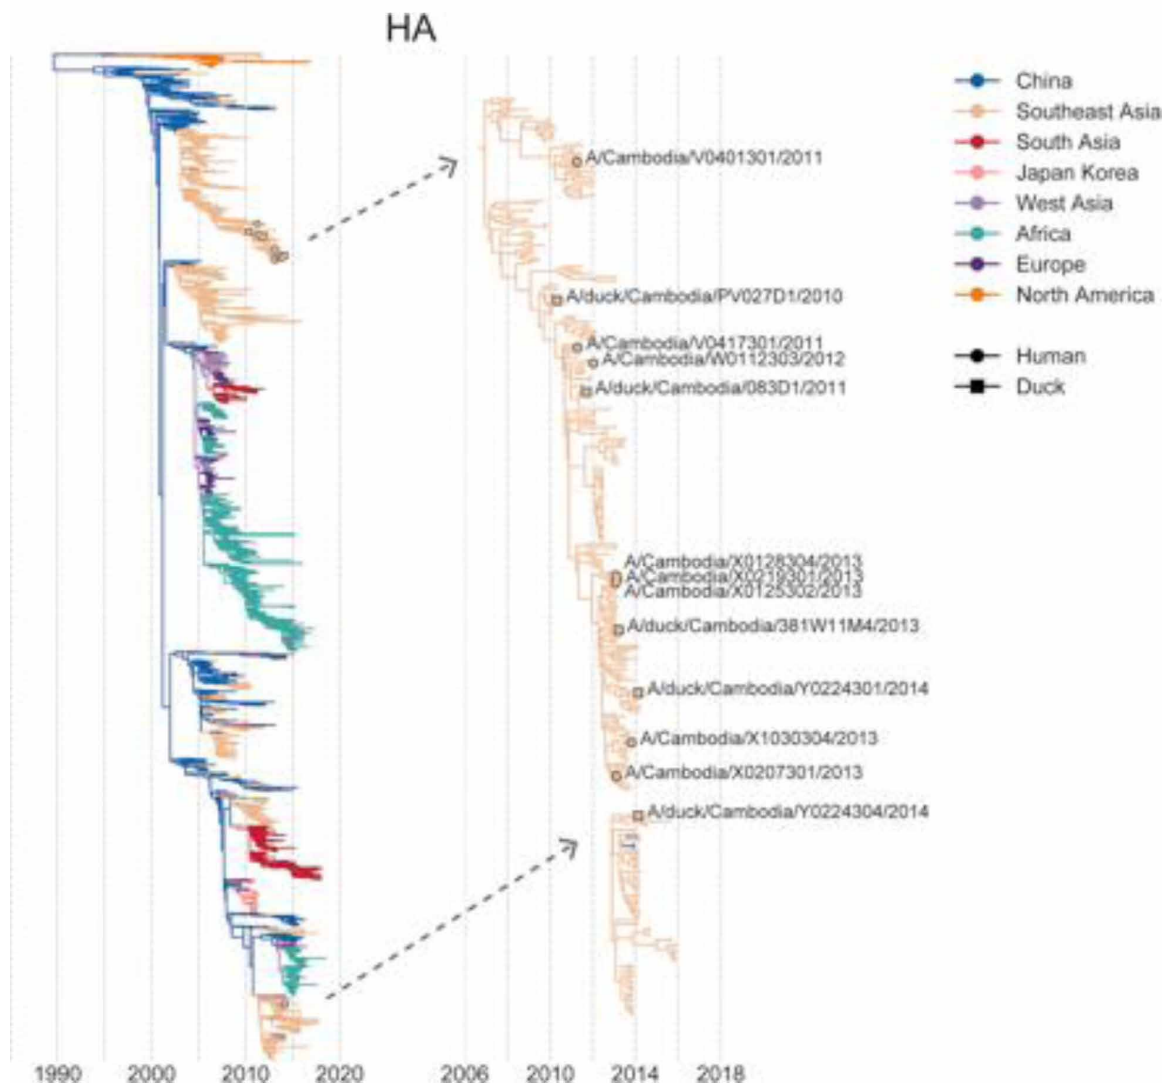 HA
China
Southeast Asia
South Asia
Japan Korea
West Asia
Africa
Europe
North America
Human
Duck
A/Cambodia/V0401301/2011
A/duck/Cambodia/PV027D1/2010
A/Cambodia/V0417301/2011
A/Cambodia/W0112303/2012
A/duck/Cambodia/083D1/2011
A/Cambodia/X0128304/2013
A/Cambodia/X0219301/2013
A/Cambodia/X0125302/2013
A/duck/Cambodia/381W11M4/2013
A/duck/Cambodia/Y0224301/2014
A/Cambodia/X1030304/2013
A/Cambodia/X0207301/2013
A/duck/Cambodia/Y0224304/2014
1990 2000 2010 2020 2006 2010 2014 2018